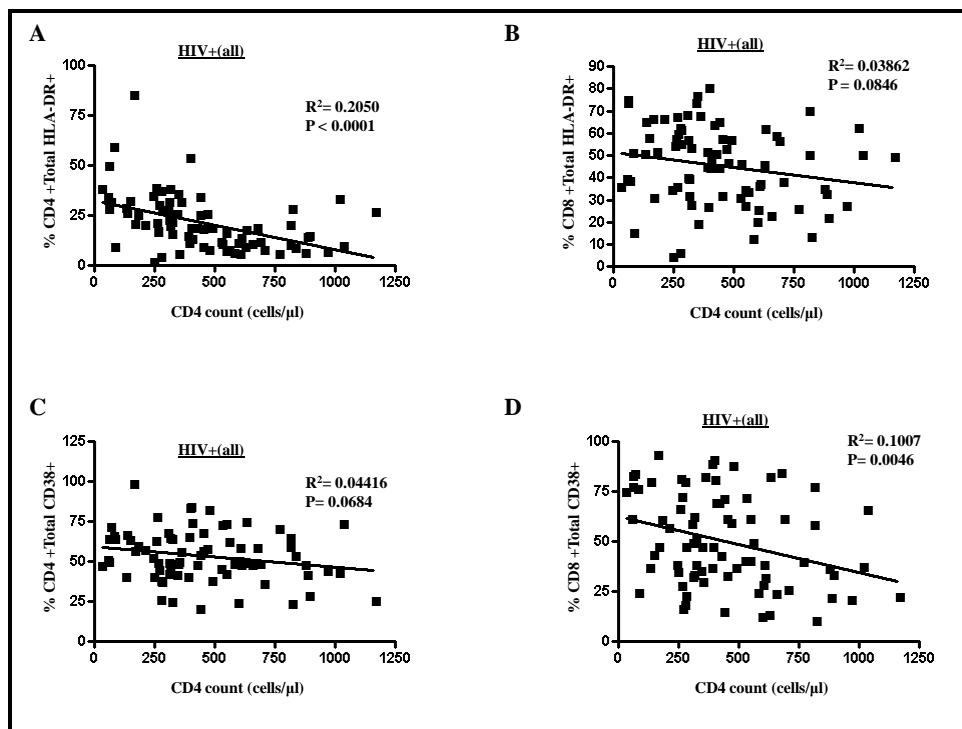 A
HIV+(all)
R²= 0.2050
P < 0.0001
% CD4 +Total HLA-DR+
100
75
50
25
0
0 250 500 750 1000 1250
CD4 count (cells/µl)
B
HIV+(all)
R²= 0.03862
P = 0.0846
% CD8 +Total HLA-DR+
90
80
70
60
50
40
30
20
10
0
0 250 500 750 1000 1250
CD4 count (cells/µl)
C
HIV+(all)
R²= 0.04416
P= 0.0684
% CD4 +Total CD38+
125
100
75
50
25
0
0 250 500 750 1000 1250
CD4 count (cells/µl)
D
HIV+(all)
R²= 0.1007
P= 0.0046
% CD8 +Total CD38+
100
75
50
25
0
0 250 500 750 1000 1250
CD4 count (cells/µl)